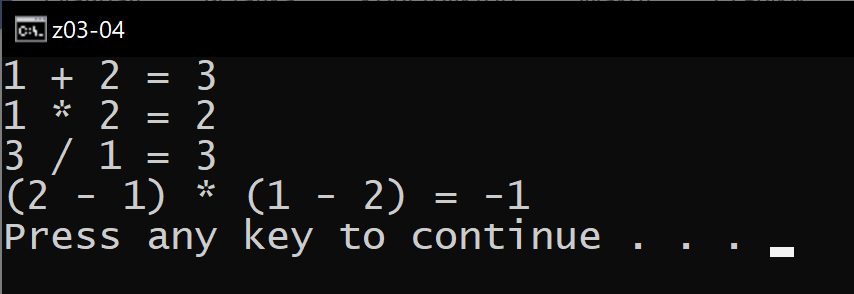 z03-04
1 + 2 = 3
1 * 2 = 2
3 / 1 = 3
(2 - 1) * (1 - 2) = -1
Press any key to continue . . .